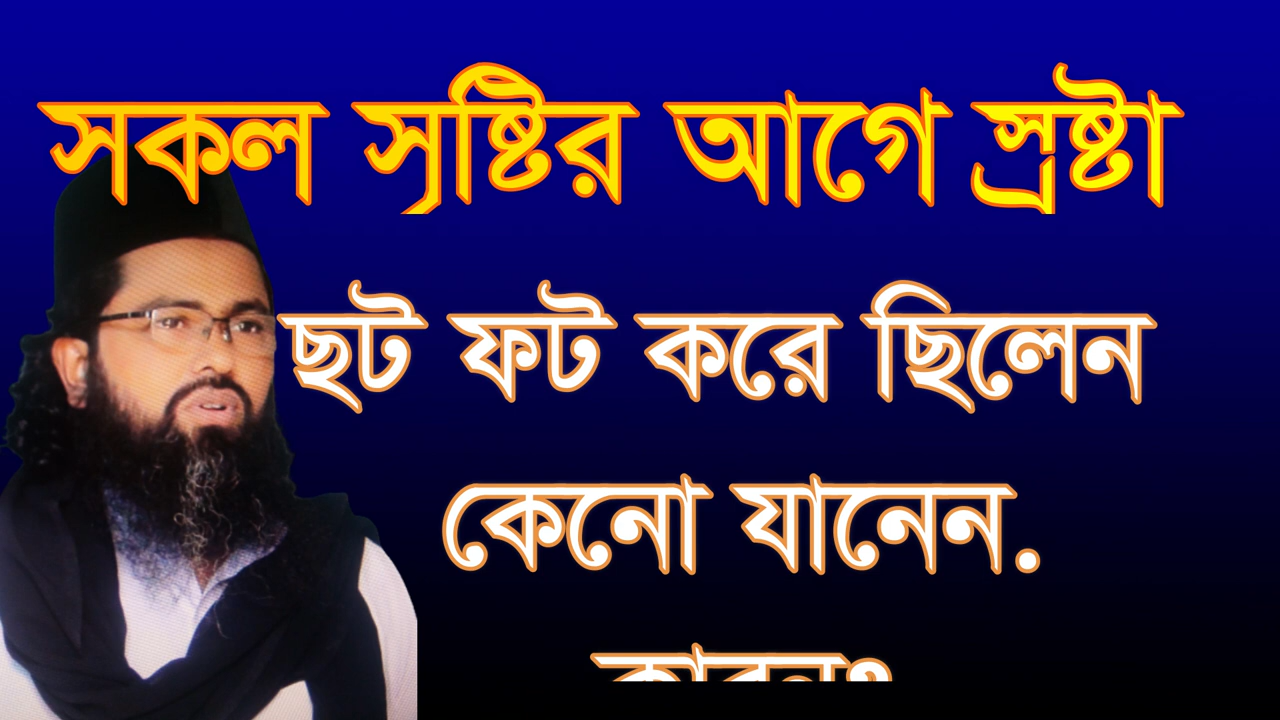 সকল সৃষ্টির আগে স্রষ্টা
ছট ফট করে ছিলেন
কেনো যানেন.